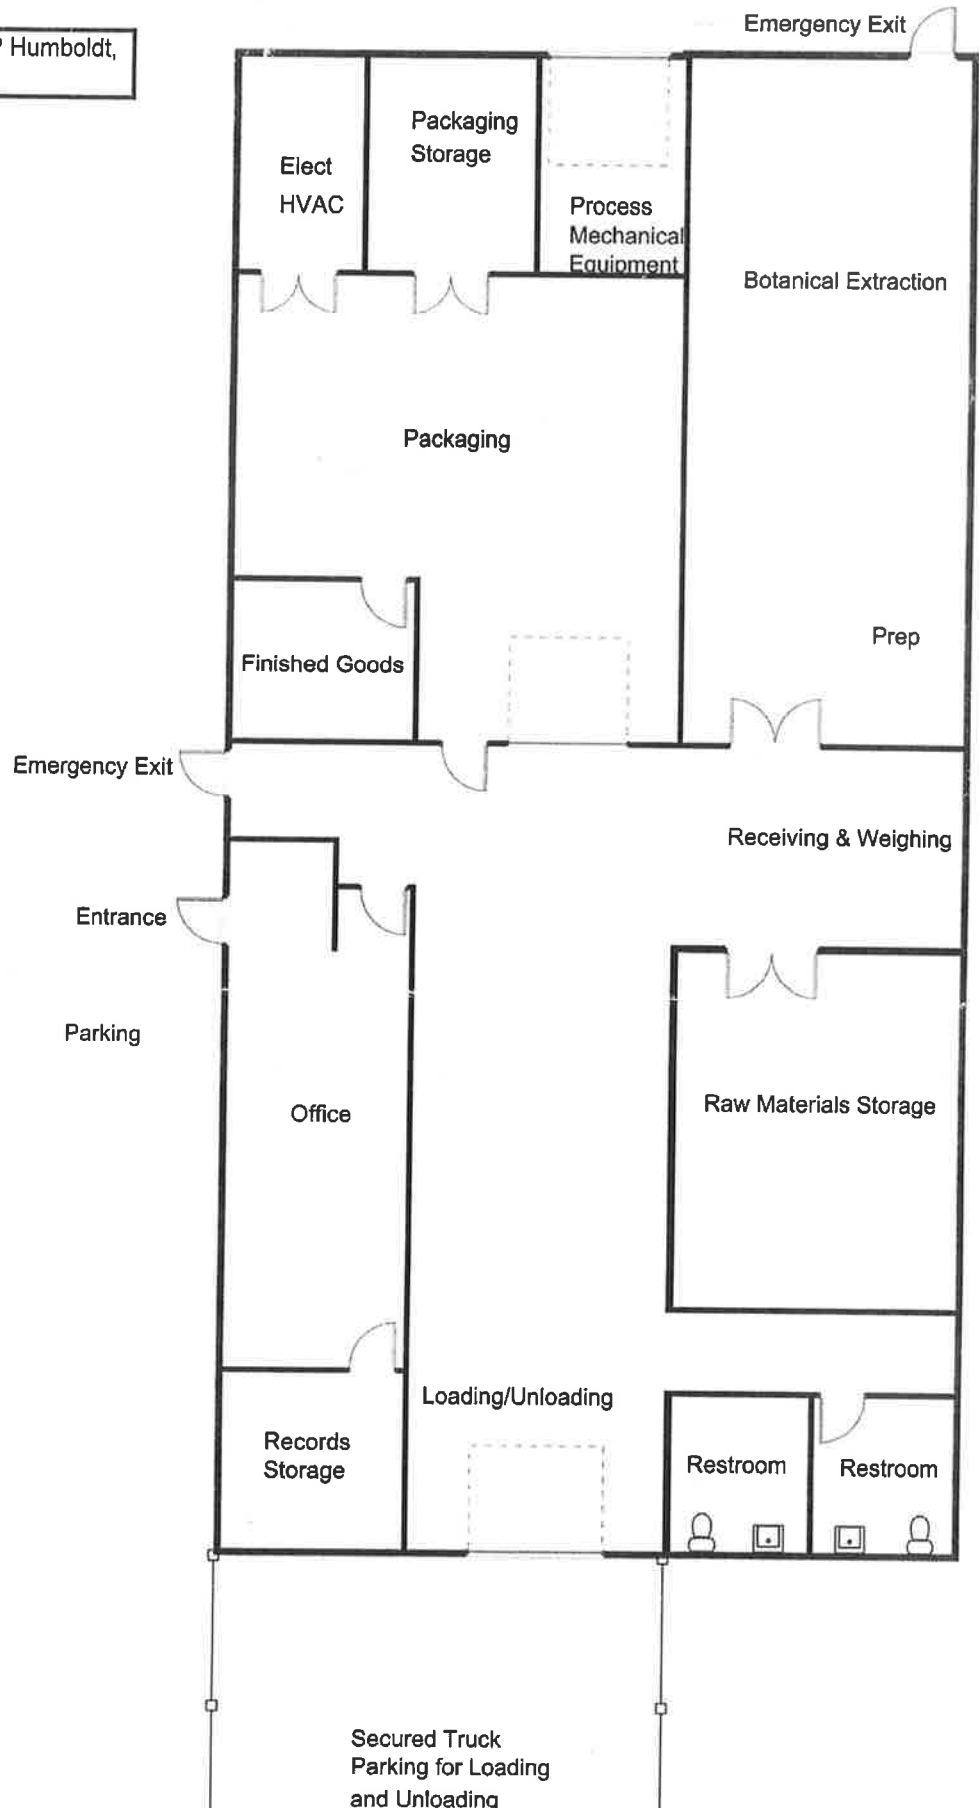 Humboldt,
Emergency Exit
Elect
HVAC
Packaging
Storage
Process
Mechanical
Equipment
Botanical Extraction
Packaging
Prep
Finished Goods
Emergency Exit
Receiving & Weighing
Entrance
Parking
Office
Raw Materials Storage
Loading/Unloading
Records
Storage
Restroom
Restroom
Secured Truck
Parking for Loading
and Unloading